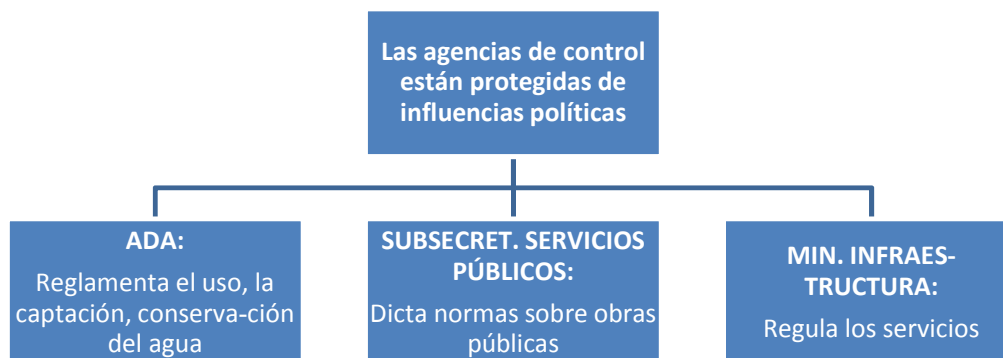 Las agencias de control
están protegidas de
influencias políticas
ADA:
Reglamenta el uso, la
captación, conserva-ción
del agua
SUBSECRET. SERVICIOS
PÚBLICOS:
Dicta normas sobre obras
públicas
MIN. INFRAES-
TRUCTURA:
Regula los servicios